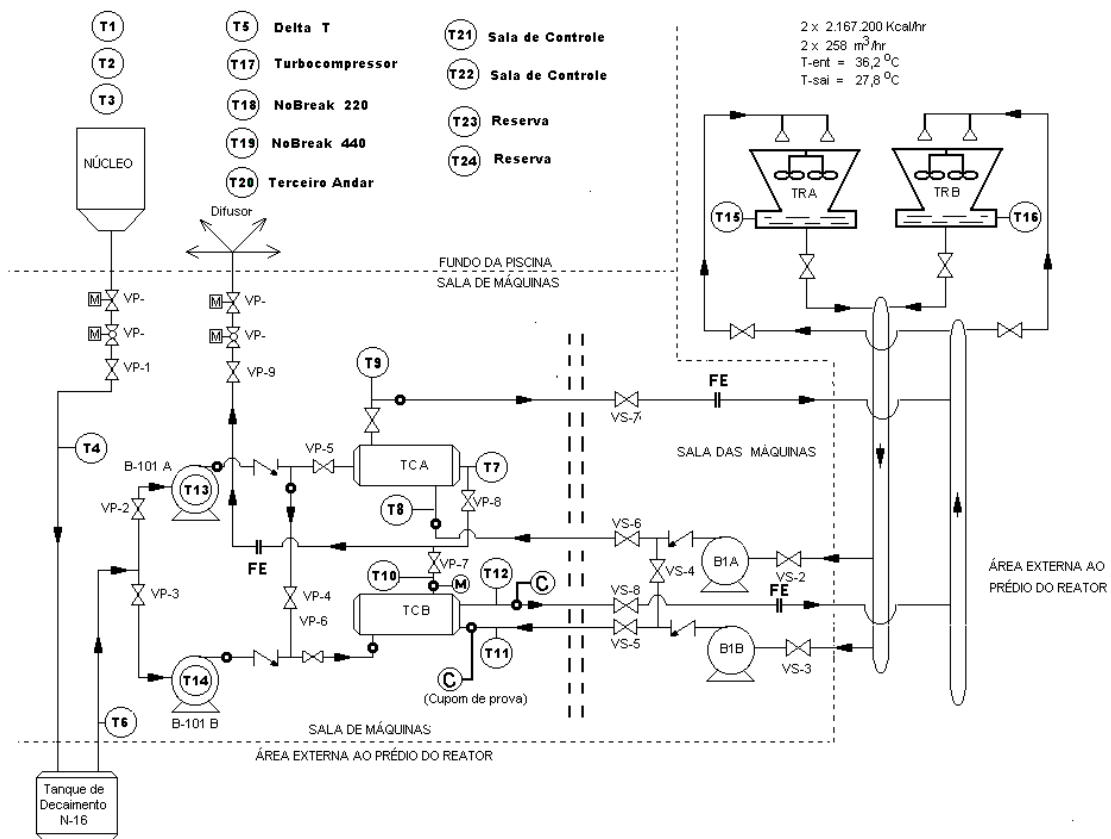 T1
T2
T3
T5 Delta T
T17 Turbocompressor
T18 NoBreak 220
T19 NoBreak 440
T20 Terceiro Andar
T21 Sala de Controle
T22 Sala de Controle
T23 Reserva
T24 Reserva
2 x 2.167.200 Kcal/hr
2 x 258 m³/hr
T-ent = 36,2 ºC
T-sai = 27,8 ºC
NÚCLEO
Difusor
TRA
TRB
T15
T16
FUNDO DA PISCINA
SALA DE MÁQUINAS
M VP-
M VP-
M VP-
M VP-
VP-1
VP-9
T9
FE
VS-7
T4
VP-5
B-101 A
TCA
T7
SALA DAS MÁQUINAS
T13
VP-8
VP-2
T8
VS-6
FE
VP-7
VS-4
B1A
VS-2
T10
M
T12
C
VS-8
FE
ÁREA EXTERNA AO
PRÉDIO DO REATOR
VP-3
VP-4
VP-6
TCB
VS-5
T11
B1B
VS-3
T14
C
(Cupom de prova)
T6
B-101 B
SALA DE MÁQUINAS
ÁREA EXTERNA AO PRÉDIO DO REATOR
Tanque de
Decaimento
N-16